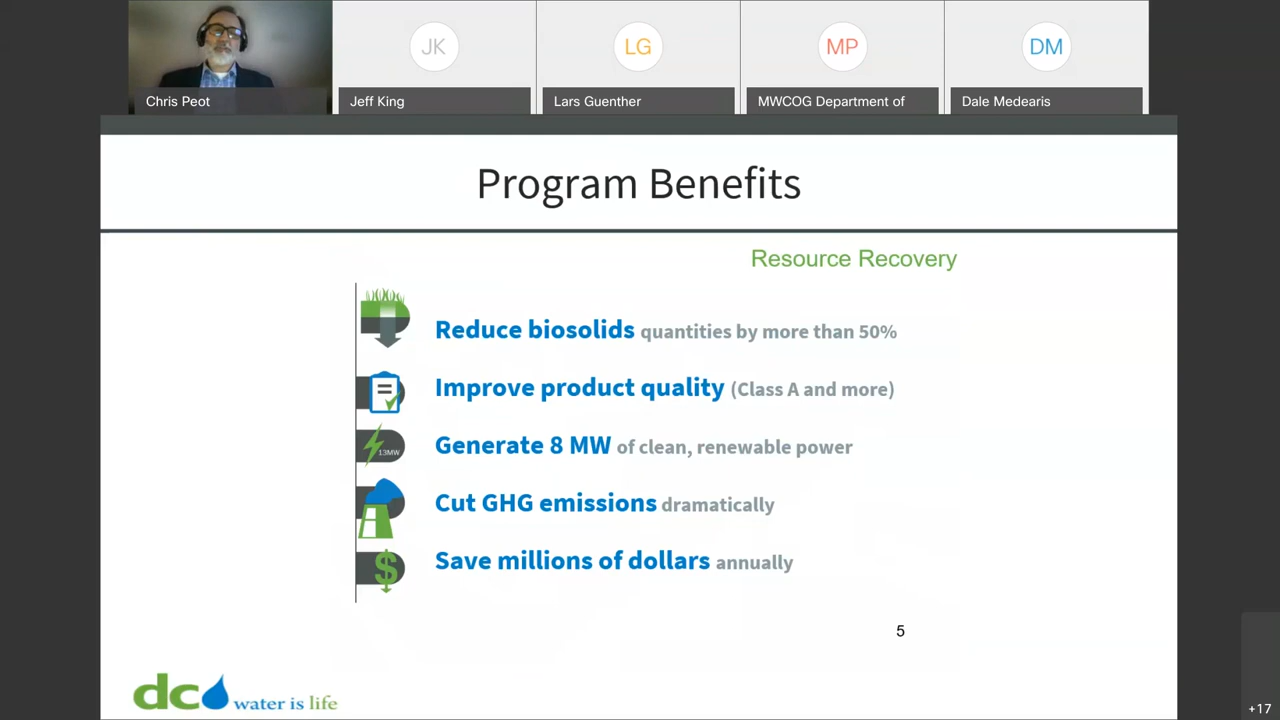 JK
LG
MP
DM
Chris Peot
Jeff King
Lars Guenther
MWCOG Department of
Dale Medearis
Program Benefits
Resource Recovery
Reduce biosolids quantities by more than 50%
Improve product quality (Class A and more)
13MW
Generate 8 MW of clean, renewable power
Cut GHG emissions dramatically
$
Save millions of dollars annually
5
dc water is life
+17